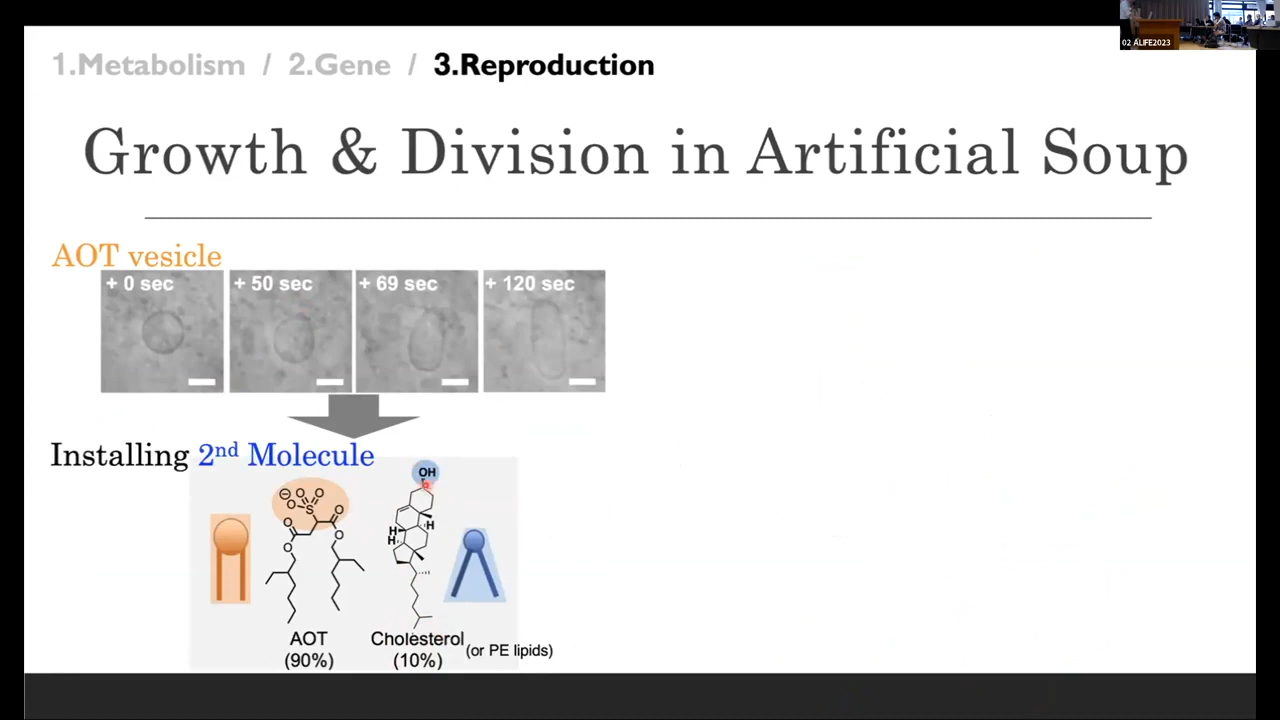 02 ALIFE2023
1.Metabolism / 2.Gene / 3.Reproduction
Growth & Division in Artificial Soup
AOT vesicle
+ 0 sec
+ 50 sec
+ 69 sec
+ 120 sec
Installing 2nd Molecule
OH
⊖ O O
O S
O O
O O
H H
H
AOT
(90%)
Cholesterol
(10%)
(or PE lipids)